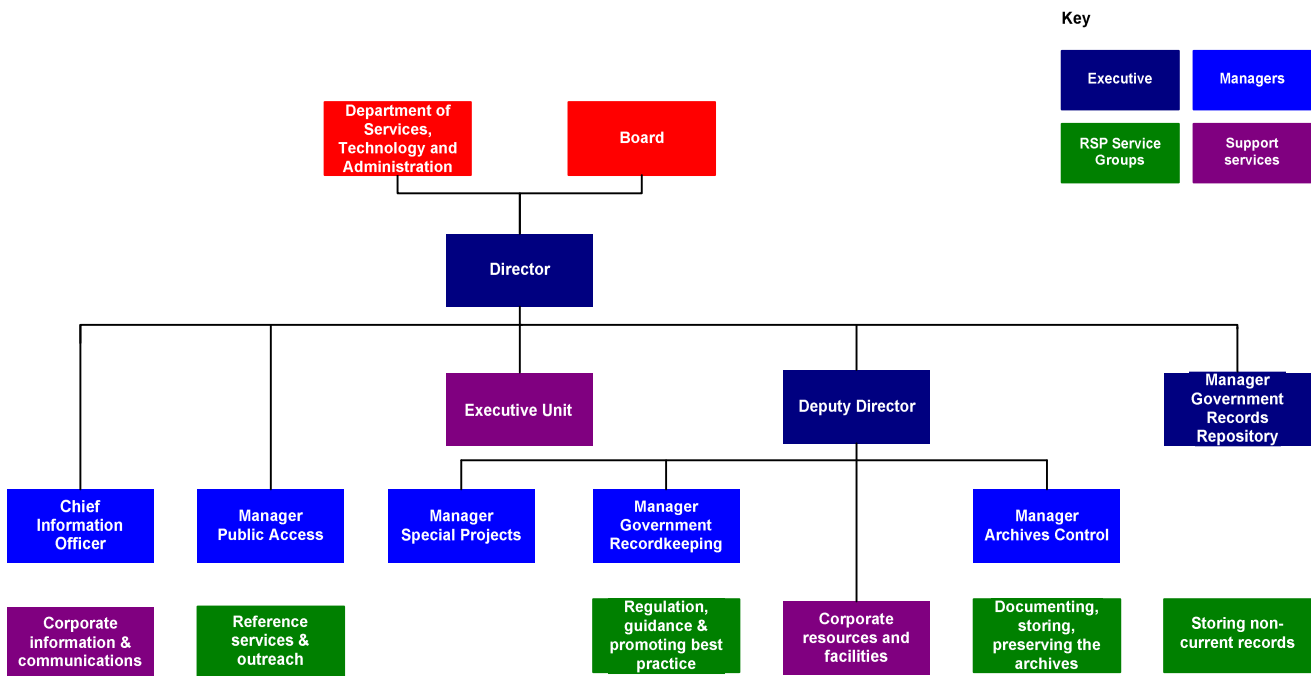 Key
Executive
Managers
RSP Service
Groups
Support
services
Department of
Services,
Technology and
Administration
Board
Director
Executive Unit
Deputy Director
Manager
Government
Records
Repository
Chief
Information
Officer
Manager
Public Access
Manager
Special Projects
Manager
Government
Recordkeeping
Manager
Archives Control
Corporate
information &
communications
Reference
services &
outreach
Regulation,
guidance &
promoting best
practice
Corporate
resources and
facilities
Documenting,
storing,
preserving the
archives
Storing non-
current records